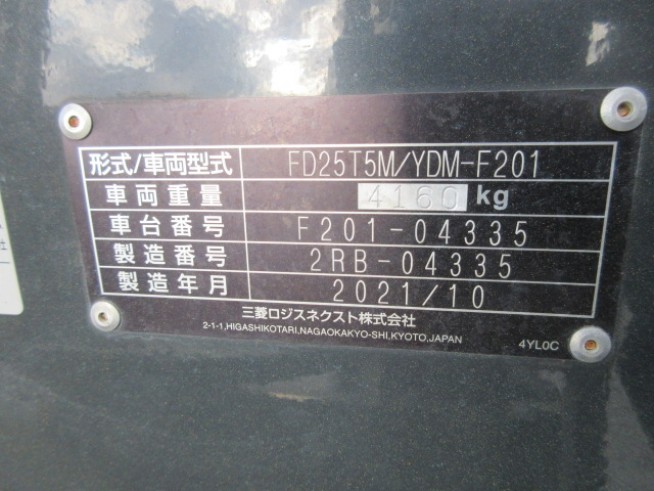 形式/車両型式 FD25T5M/YDM-F201
車両重量 4160 kg
車台番号 F201-04335
製造番号 2RB-04335
製造年月 2021/10
三菱ロジスネクスト株式会社
2-1-1,HIGASHIKOTARI,NAGAOKAKYO-SHI,KYOTO,JAPAN
4YL0C
社